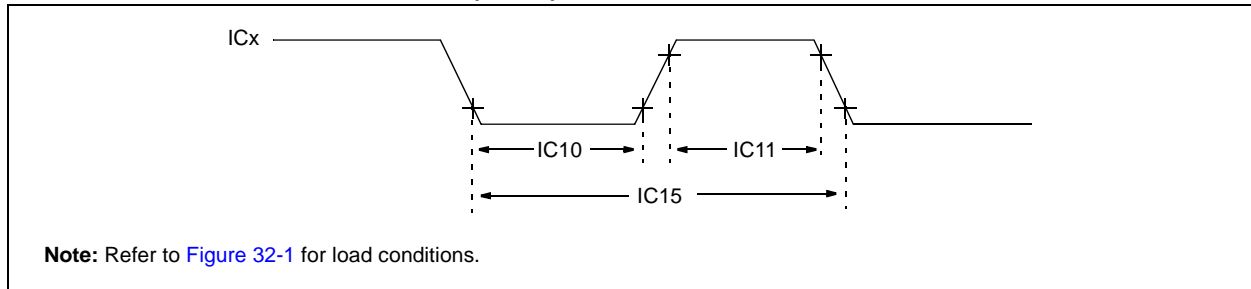 ICx
IC10
IC11
IC15
Note: Refer to Figure 32-1 for load conditions.